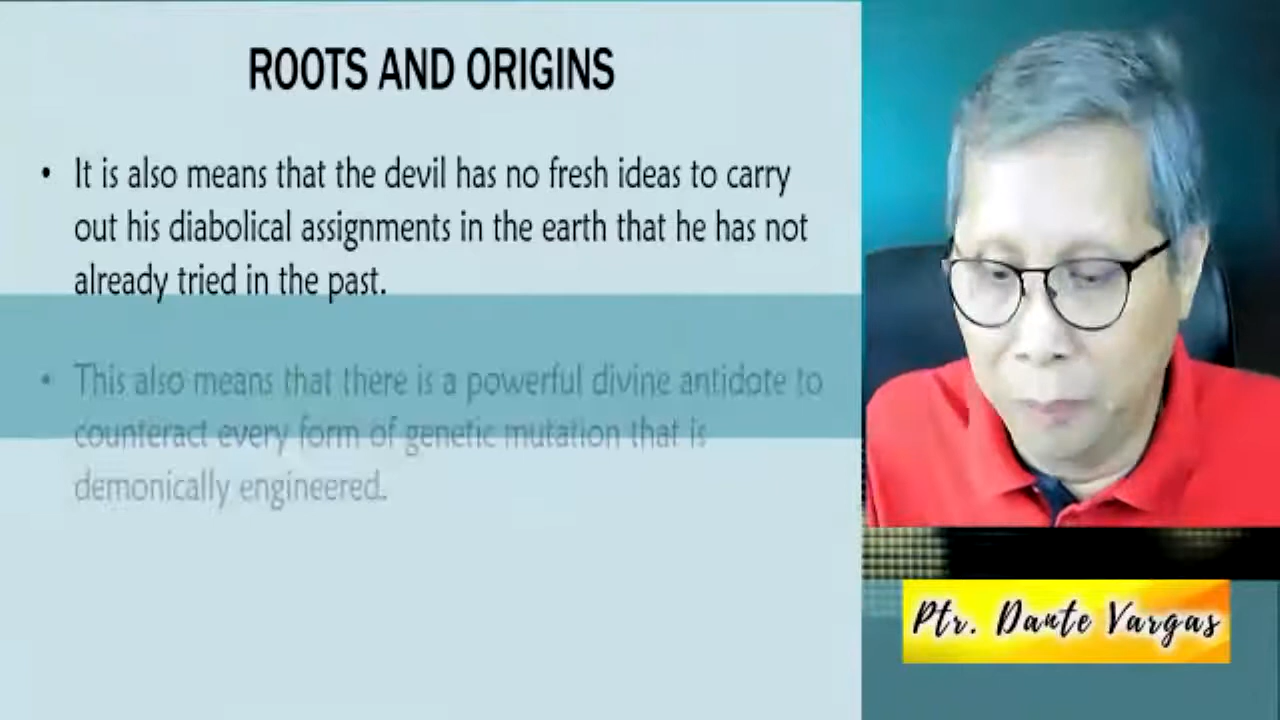 ROOTS AND ORIGINS
• It is also means that the devil has no fresh ideas to carry
out his diabolical assignments in the earth that he has not
already tried in the past.
• This also means that there is a powerful divine antidote to
counteract every form of genetic mutation that is
demonically engineered.
Ptr. Dante Vargas